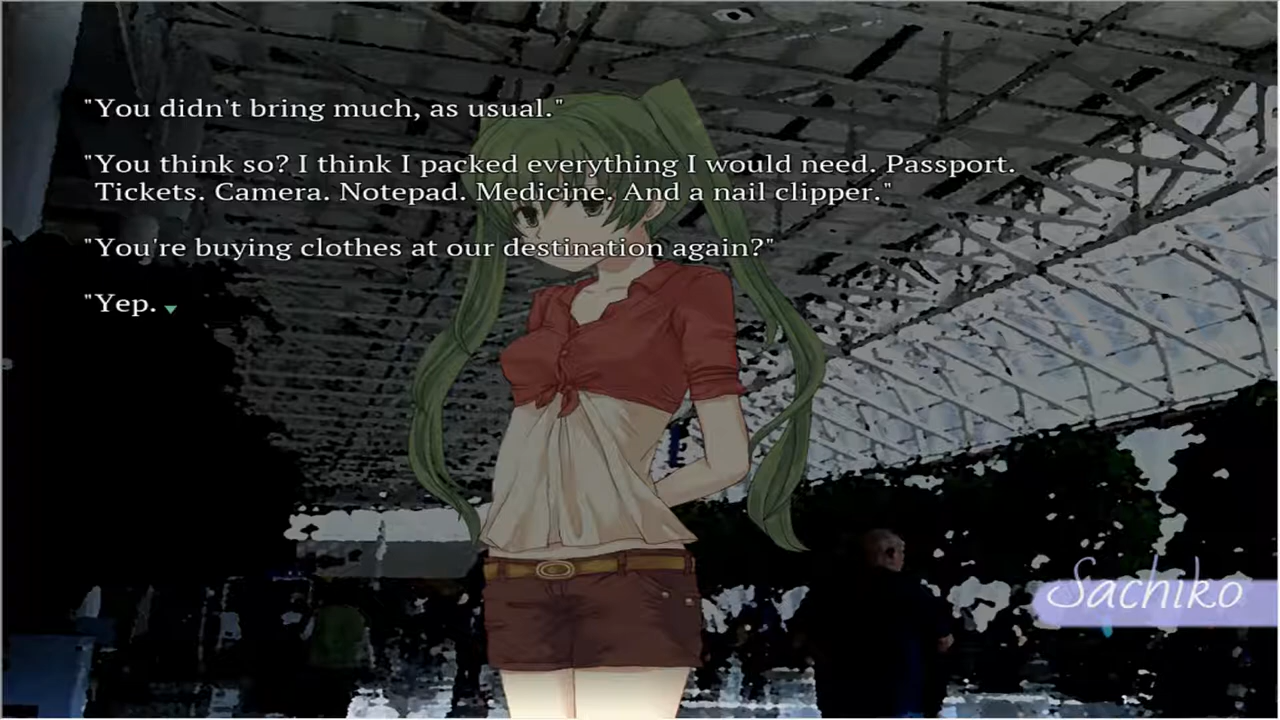 "You didn't bring much, as usual."
"You think so? I think I packed everything I would need. Passport.
Tickets. Camera. Notepad. Medicine. And a nail clipper."
"You're buying clothes at our destination again?"
"Yep.
Sachiko